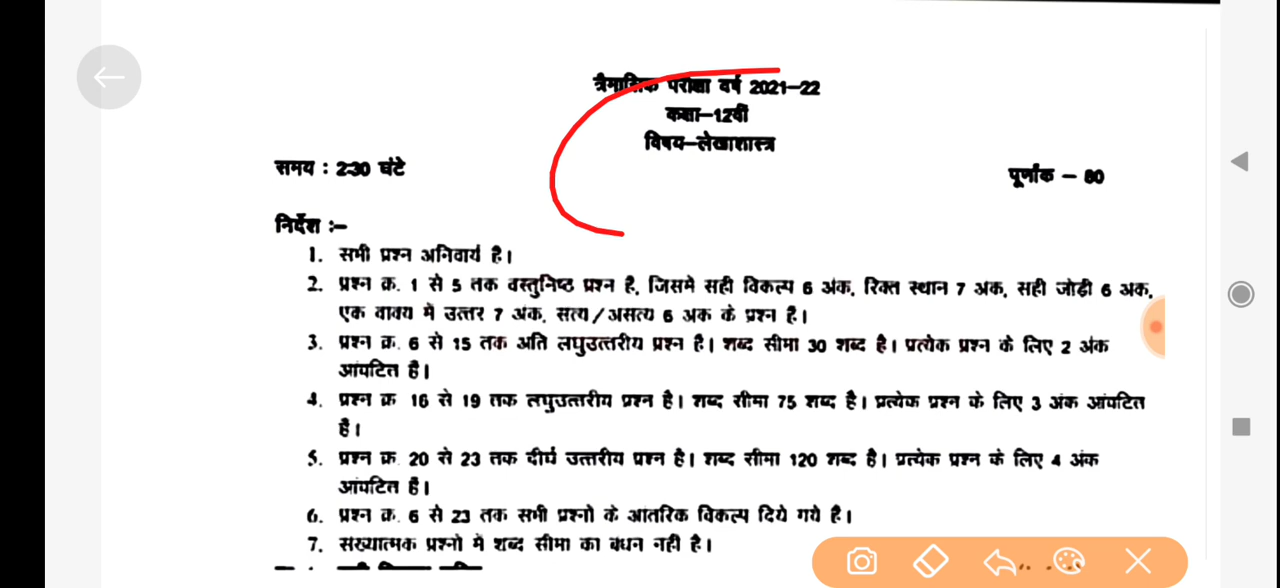 त्रैमासिक परीक्षा वर्ष 2021-22
कक्षा-12वीं
विषय-लेखाशास्त्र
समय : 2:30 घंटे
पूर्णांक - 80
निर्देश :-
1. सभी प्रश्न अनिवार्य है।
2. प्रश्न क्र. 1 से 5 तक वस्तुनिष्ठ प्रश्न है, जिसमे सही विकल्प 6 अंक, रिक्त स्थान 7 अंक, सही जोड़ी 6 अक,
एक वाक्य में उत्तर 7 अंक, सत्य/असत्य 6 अक के प्रश्न है।
3. प्रश्न क्र. 6 से 15 तक अति लघुउत्तरीय प्रश्न है। शब्द सीमा 30 शब्द है। प्रत्येक प्रश्न के लिए 2 अंक
आंवटित है।
4. प्रश्न क्र 16 से 19 तक लघुउत्तरीय प्रश्न है। शब्द सीमा 75 शब्द है। प्रत्येक प्रश्न के लिए 3 अंक आंवटित
है।
5. प्रश्न क्र. 20 से 23 तक दीर्घ उत्तरीय प्रश्न है। शब्द सीमा 120 शब्द है। प्रत्येक प्रश्न के लिए 4 अंक
आंवटित है।
6. प्रश्न क्र. 6 से 23 तक सभी प्रश्नो के आतरिक विकल्प दिये गये है।
7. संख्यात्मक प्रश्नो में शब्द सीमा का बधन नही है।